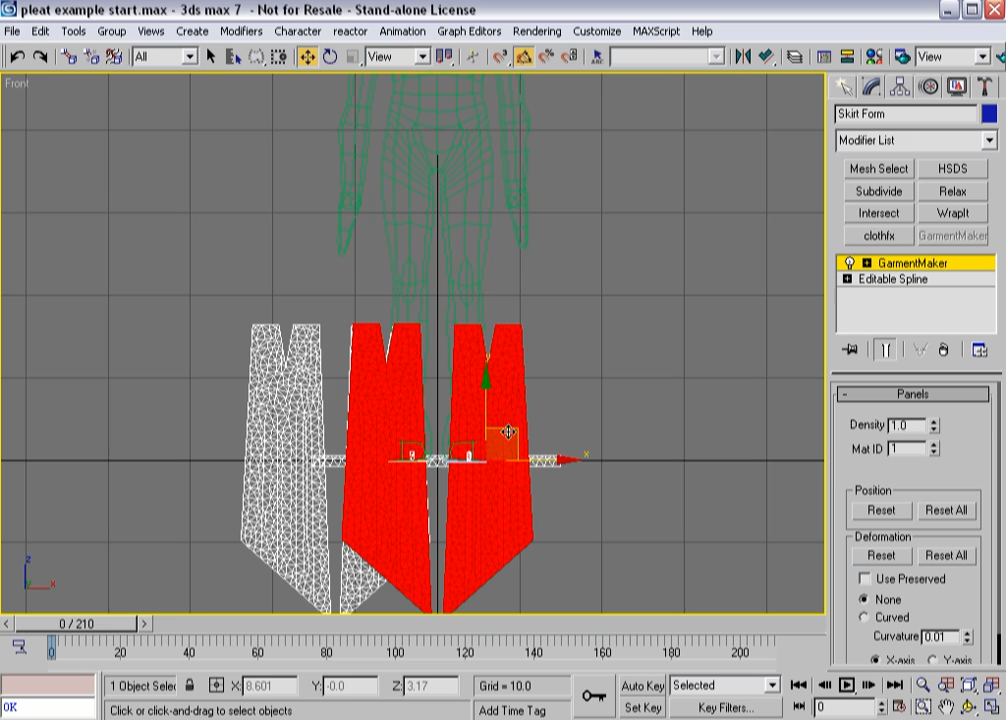 pleat example start.max - 3ds max 7 - Not for Resale - Stand-alone License
File Edit Tools Group Views Create Modifiers Character reactor Animation Graph Editors Rendering Customize MAXScript Help
All View View
Front
Skirt Form
Modifier List
Mesh Select HSDS
Subdivide Relax
Intersect WrapIt
clothfx GarmentMaker
GarmentMaker
Editable Spline
- Panels
Density: 1.0
Mat ID: 1
Position
Reset Reset All
Deformation
Reset Reset All
Use Preserved
None
Curved
Curvature: 0.01
X-axis Y-axis
y
x
z
x
< 0 / 210 >
0 20 40 60 80 100 120 140 160 180 200
1 Object Selec X: 8.601 Y: -0.0 Z: 3.17 Grid = 10.0 Auto Key Selected
OK Click or click-and-drag to select objects Add Time Tag Set Key Key Filters... 0